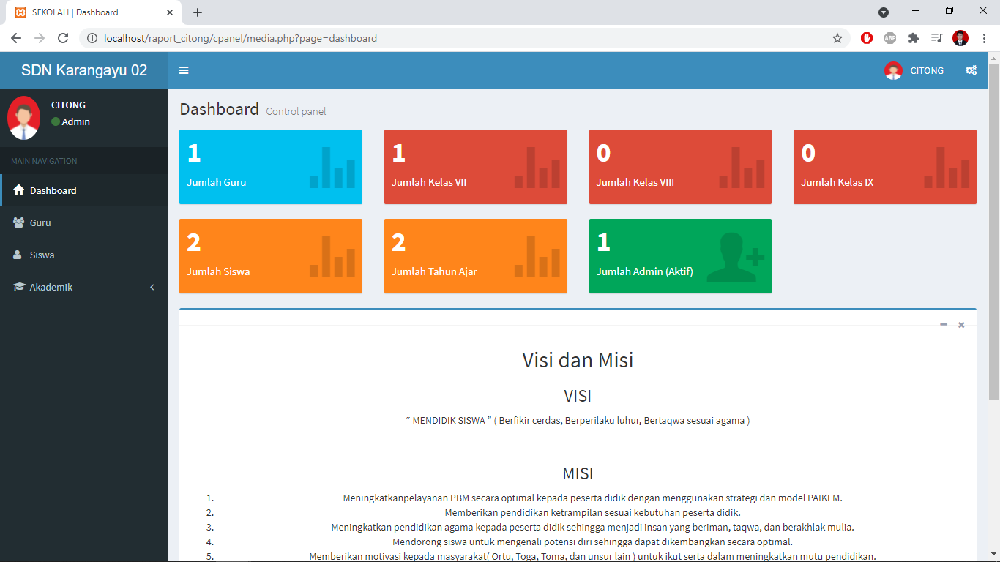 SEKOLAH | Dashboard
localhost/raport_citong/cpanel/media.php?page=dashboard
ABP
SDN Karangayu 02
CITONG
CITONG
Admin
Dashboard Control panel
MAIN NAVIGATION
Dashboard
Guru
Siswa
Akademik
1
Jumlah Guru
1
Jumlah Kelas VII
0
Jumlah Kelas VIII
0
Jumlah Kelas IX
2
Jumlah Siswa
2
Jumlah Tahun Ajar
1
Jumlah Admin (Aktif)
Visi dan Misi
VISI
“ MENDIDIK SISWA ” ( Berfikir cerdas, Berperilaku luhur, Bertaqwa sesuai agama )
MISI
1. Meningkatkanpelayanan PBM secara optimal kepada peserta didik dengan menggunakan strategi dan model PAIKEM.
2. Memberikan pendidikan ketrampilan sesuai kebutuhan peserta didik.
3. Meningkatkan pendidikan agama kepada peserta didik sehingga menjadi insan yang beriman, taqwa, dan berakhlak mulia.
4. Mendorong siswa untuk mengenali potensi diri sehingga dapat dikembangkan secara optimal.
5. Memberikan motivasi kepada masyarakat( Ortu, Toga, Toma, dan unsur lain ) untuk ikut serta dalam meningkatkan mutu pendidikan.